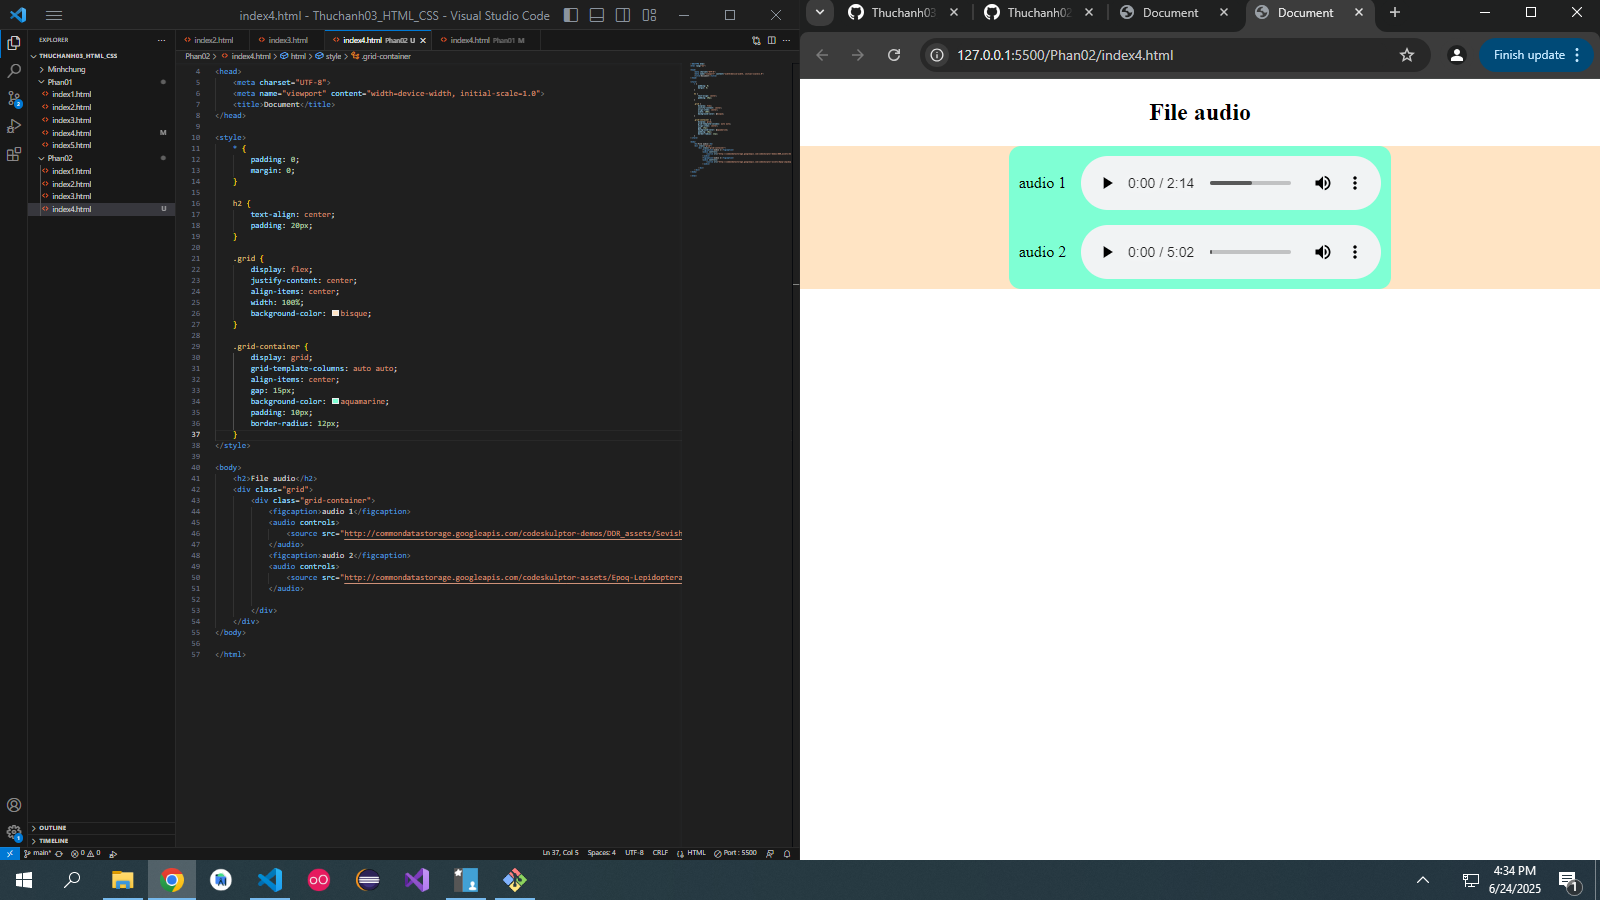 index4.html - Thuchanh03_HTML_CSS - Visual Studio Code
EXPLORER
THUCHANH03_HTML_CSS
Minhchung
Phan01
index1.html
index2.html
index3.html
index4.html M
index5.html
Phan02
index1.html
index2.html
index3.html
index4.html U
OUTLINE
TIMELINE
index2.html
index3.html
index4.html Phan02 U
index4.html Phan01 M
Phan02 > index4.html > html > style > .grid-container
4 <head>
5 <meta charset="UTF-8">
6 <meta name="viewport" content="width=device-width, initial-scale=1.0">
7 <title>Document</title>
8 </head>
9
10 <style>
11 * {
12 padding: 0;
13 margin: 0;
14 }
15
16 h2 {
17 text-align: center;
18 padding: 20px;
19 }
20
21 .grid {
22 display: flex;
23 justify-content: center;
24 align-items: center;
25 width: 100%;
26 background-color: bisque;
27 }
28
29 .grid-container {
30 display: grid;
31 grid-template-columns: auto auto;
32 align-items: center;
33 gap: 15px;
34 background-color: aquamarine;
35 padding: 10px;
36 border-radius: 12px;
37 }
38 </style>
39
40 <body>
41 <h2>File audio</h2>
42 <div class="grid">
43 <div class="grid-container">
44 <figcaption>audio 1</figcaption>
45 <audio controls>
46 <source src="http://commondatastorage.googleapis.com/codeskulptor-demos/DDR_assets/Sevish
47 </audio>
48 <figcaption>audio 2</figcaption>
49 <audio controls>
50 <source src="http://commondatastorage.googleapis.com/codeskulptor-assets/Epoq-Lepidoptera
51 </audio>
52
53 </div>
54 </div>
55 </body>
56
57 </html>
main* 0 0
Ln 37, Col 5 Spaces: 4 UTF-8 CRLF HTML Port : 5500
Thuchanh03
Thuchanh02
Document
Document
127.0.0.1:5500/Phan02/index4.html
Finish update
File audio
audio 1
0:00 / 2:14
audio 2
0:00 / 5:02
4:34 PM
6/24/2025
1